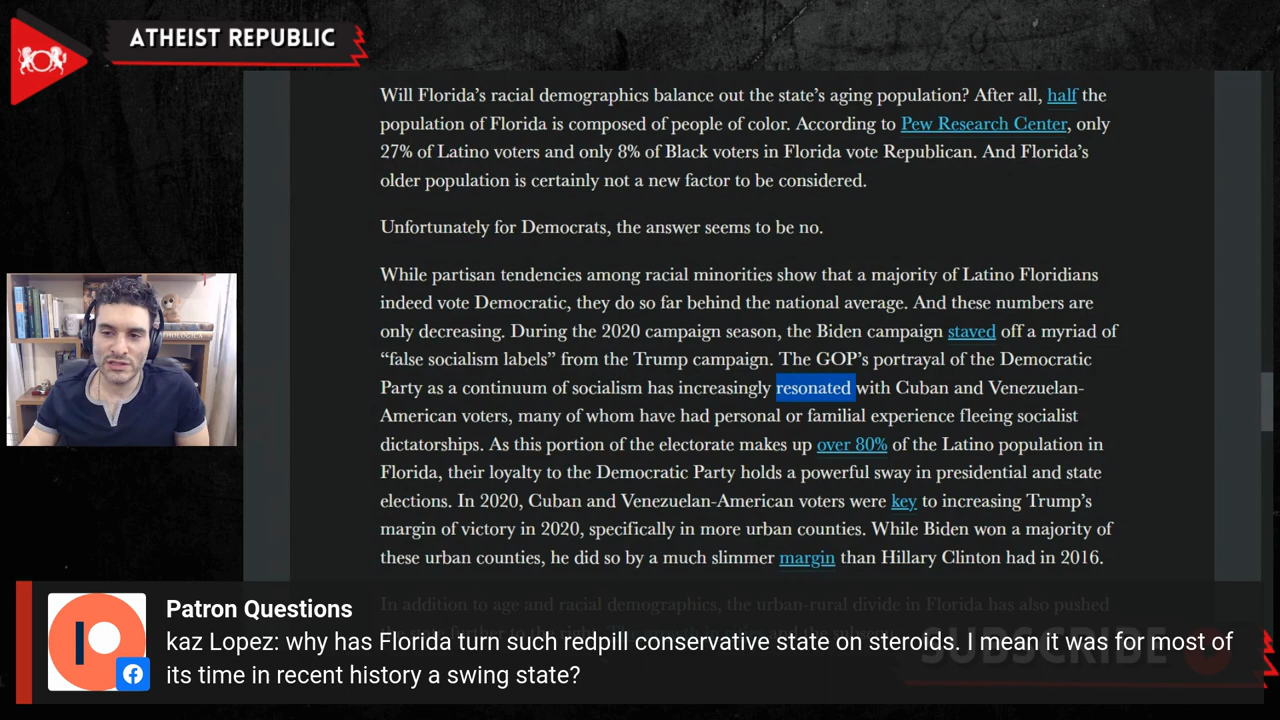 ATHEIST REPUBLIC
Will Florida’s racial demographics balance out the state’s aging population? After all, half the
population of Florida is composed of people of color. According to Pew Research Center, only
27% of Latino voters and only 8% of Black voters in Florida vote Republican. And Florida’s
older population is certainly not a new factor to be considered.
Unfortunately for Democrats, the answer seems to be no.
While partisan tendencies among racial minorities show that a majority of Latino Floridians
indeed vote Democratic, they do so far behind the national average. And these numbers are
only decreasing. During the 2020 campaign season, the Biden campaign staved off a myriad of
“false socialism labels” from the Trump campaign. The GOP’s portrayal of the Democratic
Party as a continuum of socialism has increasingly resonated with Cuban and Venezuelan-
American voters, many of whom have had personal or familial experience fleeing socialist
dictatorships. As this portion of the electorate makes up over 80% of the Latino population in
Florida, their loyalty to the Democratic Party holds a powerful sway in presidential and state
elections. In 2020, Cuban and Venezuelan-American voters were key to increasing Trump’s
margin of victory in 2020, specifically in more urban counties. While Biden won a majority of
these urban counties, he did so by a much slimmer margin than Hillary Clinton had in 2016.
In addition to age and racial demographics, the urban-rural divide in Florida has also pushed
SUBSCRIBE
Patron Questions
kaz Lopez: why has Florida turn such redpill conservative state on steroids. I mean it was for most of
its time in recent history a swing state?